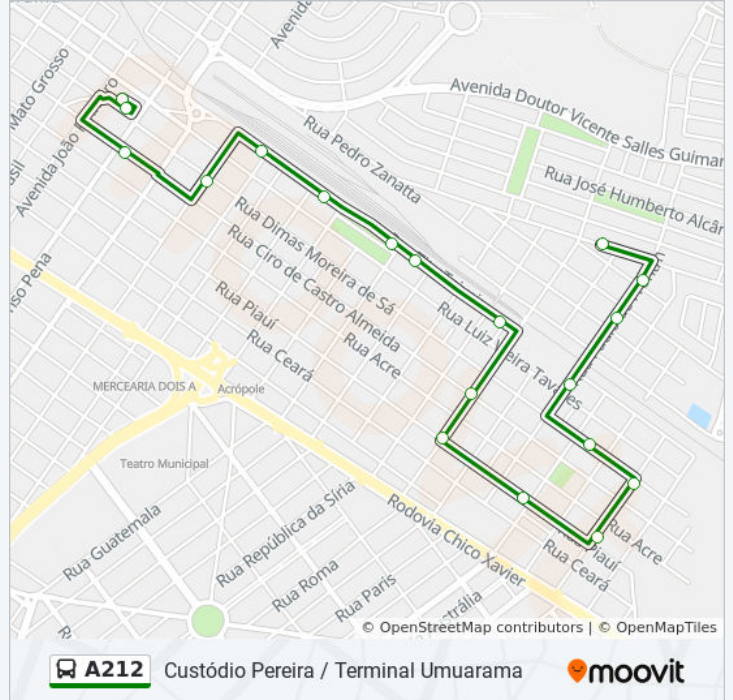 Mato Grosso
Avenida
Avenida João
Avenida Doutor Vicente Salles Guimar
Rua Pedro Zanatta
Rua José Humberto Alcân
Rua Dimas Moreira de Sá
Rua Ciro de Castro Almeida
Rua Piauí
Rua Ceará
Rua Acre
Rua Luiz Vieira Tavares
nso Pena
MERCEARIA DOIS A
Acrópole
Teatro Municipal
Rua Guatemala
Rua República da Síria
Rodovia Chico Xavier
Rua Roma
Rua Paris
Rua Acre
Piauí
Rua Ceará
© OpenStreetMap contributors | © OpenMapTiles
A212 Custódio Pereira / Terminal Umuarama moovit